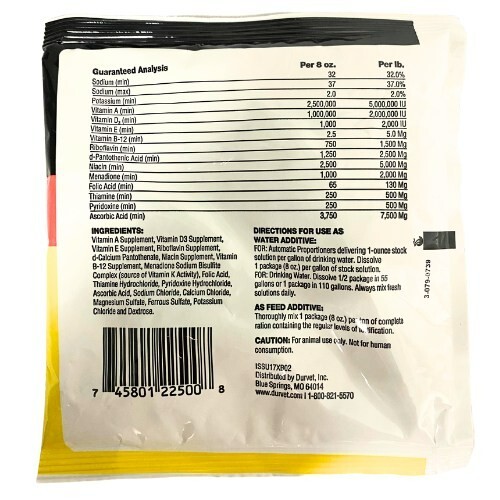 Guaranteed Analysis Per 8 oz. Per lb.
Sodium (min) 32 32.0%
Sodium (max) 37 37.0%
Potassium (min) 2.0 2.0%
Vitamin A (min) 2,500,000 5,000,000 IU
Vitamin D3 (min) 1,000,000 2,000,000 IU
Vitamin E (min) 1,000 2,000 IU
Vitamin B-12 (min) 2.5 5.0 Mg
Riboflavin (min) 750 1,500 Mg
d-Pantothenic Acid (min) 1,250 2,500 Mg
Niacin (min) 2,500 5,000 Mg
Menadione (min) 1,000 2,000 Mg
Folic Acid (min) 65 130 Mg
Thiamine (min) 250 500 Mg
Pyridoxine (min) 250 500 Mg
Ascorbic Acid (min) 3,750 7,500 Mg
INGREDIENTS:
Vitamin A Supplement, Vitamin D3 Supplement,
Vitamin E Supplement, Riboflavin Supplement,
d-Calcium Pantothenate, Niacin Supplement, Vitamin
B-12 Supplement, Menadione Sodium Bisulfite
Complex (source of Vitamin K Activity), Folic Acid,
Thiamine Hydrochloride, Pyridoxine Hydrochloride,
Ascorbic Acid, Sodium Chloride, Calcium Chloride,
Magnesium Sulfate, Ferrous Sulfate, Potassium
Chloride and Dextrose.
7 45801 22500 8
DIRECTIONS FOR USE AS
WATER ADDITIVE:
FOR: Automatic Proportioners delivering 1-ounce stock
solution per gallon of drinking water. Dissolve
1 package (8 oz.) per gallon of stock solution.
FOR: Drinking Water. Dissolve 1/2 package in 55
gallons or 1 package in 110 gallons. Always mix fresh
solutions daily.
AS FEED ADDITIVE:
Thoroughly mix 1 package (8 oz.) per ton of complete
ration containing the regular levels of
CAUTION: For animal use only. Not for human
consumption.
ISSU17XP02
Distributed by Durvet, Inc.
Blue Springs, MO 64014
www.durvet.com | 1-800-821-5570
3-079-0739